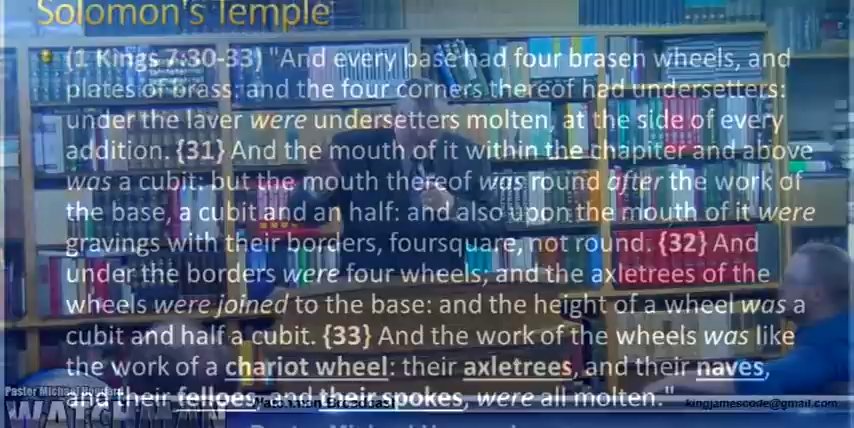 Solomon's Temple
(1 Kings 7:30-33) "And every base had four brasen wheels, and
plates of brass: and the four corners thereof had undersetters:
under the laver were undersetters molten, at the side of every
addition. {31} And the mouth of it within the chapiter and above
was a cubit: but the mouth thereof was round after the work of
the base, a cubit and an half: and also upon the mouth of it were
gravings with their borders, foursquare, not round. {32} And
under the borders were four wheels; and the axletrees of the
wheels were joined to the base: and the height of a wheel was a
cubit and half a cubit. {33} And the work of the wheels was like
the work of a chariot wheel: their axletrees, and their naves,
and their felloes, and their spokes, were all molten."
Pastor Michael Hoggard
WATCHMAN
Watchman Broadcast
kingjamescode@gmail.com